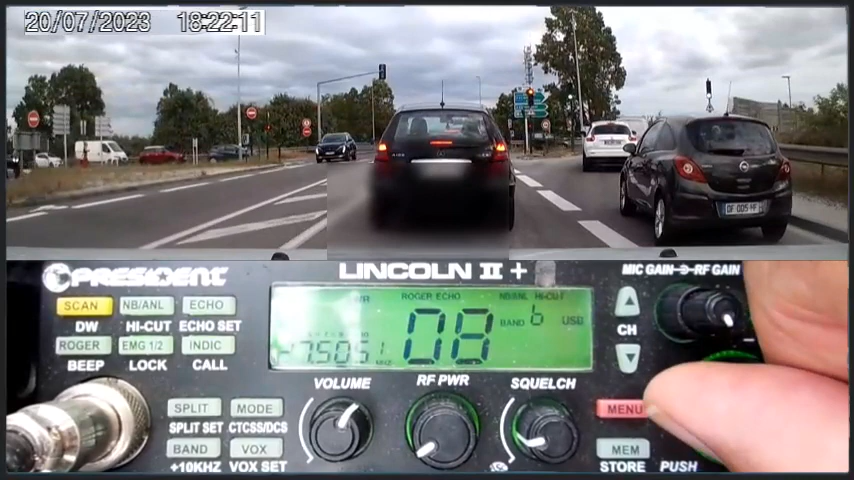 20/07/2023 18:22:11
DF-005-
PRESIDENT
LINCOLN II +
MIC GAIN RF GAIN
SCAN NB/ANL ECHO
DW HI-CUT ECHO SET
ROGER EMG 1/2 INDIC
BEEP LOCK CALL
ROGER ECHO NB/ANL HI-CUT
08 BAND b USB
CH
VOLUME RF PWR SQUELCH
SPLIT MODE
SPLIT SET CTCSS/DCS
BAND VOX
+10KHZ VOX SET
MENU
MEM
STORE PUSH